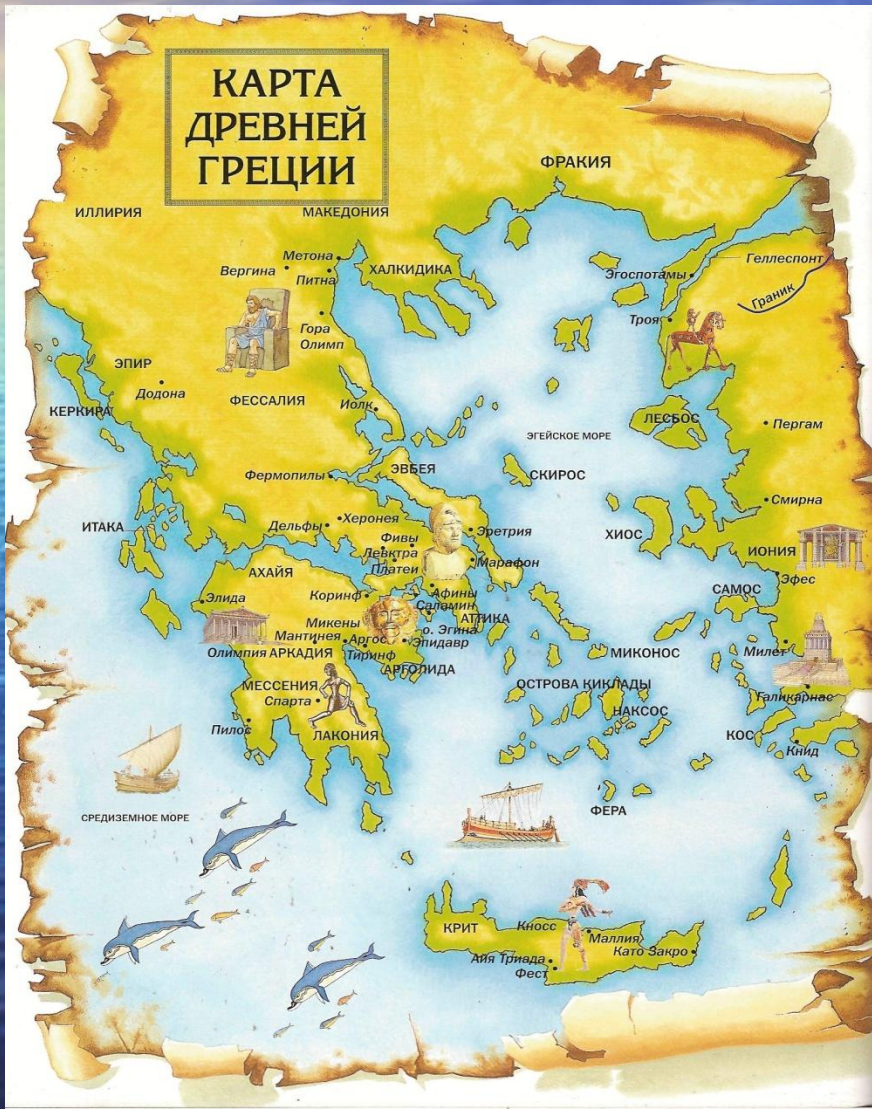 КАРТА
ДРЕВНЕЙ
ГРЕЦИИ
ФРАКИЯ
ИЛЛИРИЯ
МАКЕДОНИЯ
Метона
Вергина
Питна
ХАЛКИДИКА
Эгоспотамы
Геллеспонт
Граник
Гора
Олимп
Троя
ЭПИР
Додона
ФЕССАЛИЯ
Иолк
КЕРКИРА
ЛЕСБОС
Пергам
ЭГЕЙСКОЕ МОРЕ
Фермопилы
ЭВБЕЯ
СКИРОС
Смирна
ИТАКА
Дельфы
Херонея
Фивы
Левктра
Платеи
Эретрия
Марафон
ХИОС
ИОНИЯ
Эфес
АХАЙЯ
Элида
Коринф
Афины
Саламин
АТТИКА
САМОС
Микены
Мантинея
Аргос
о. Эгина
Эпидавр
Олимпия
АРКАДИЯ
Тиринф
АРГОЛИДА
МИКОНОС
Милет
МЕССЕНИЯ
Спарта
ОСТРОВА КИКЛАДЫ
НАКСОС
Галикарнас
Пилос
ЛАКОНИЯ
КОС
Книд
СРЕДИЗЕМНОЕ МОРЕ
ФЕРА
КРИТ
Кносс
Маллия
Айя Триада
Фест
Като Закро